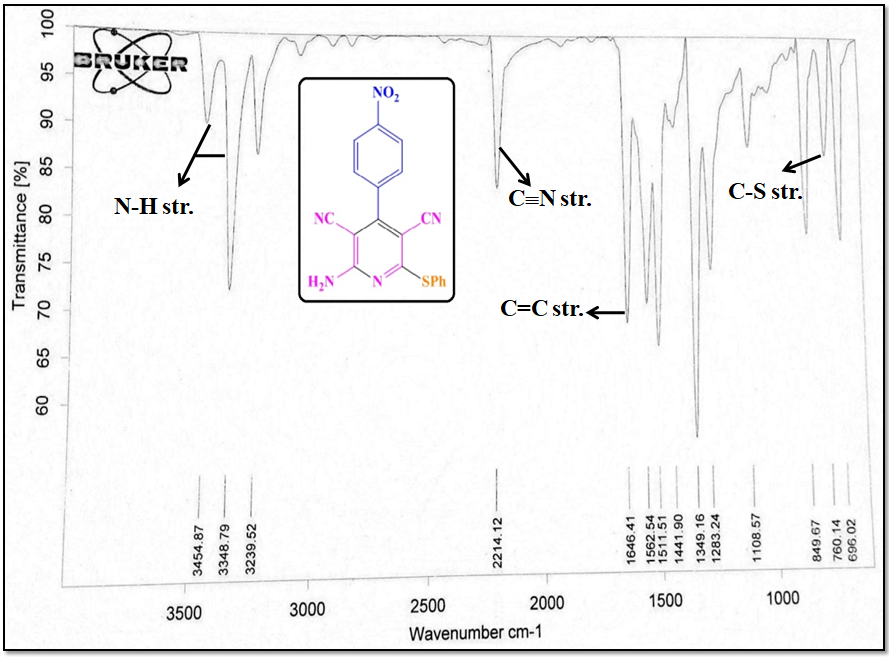 BRUKER
Transmittance [%]
100
95
90
85
80
75
70
65
60
N-H str.
NO2
NC
CN
H2N
N
SPh
C≡N str.
C=C str.
C-S str.
3454.87
3348.79
3239.52
2214.12
1646.41
1562.54
1511.51
1441.90
1349.16
1283.24
1108.57
849.67
760.14
696.02
3500
3000
2500
2000
1500
1000
Wavenumber cm-1